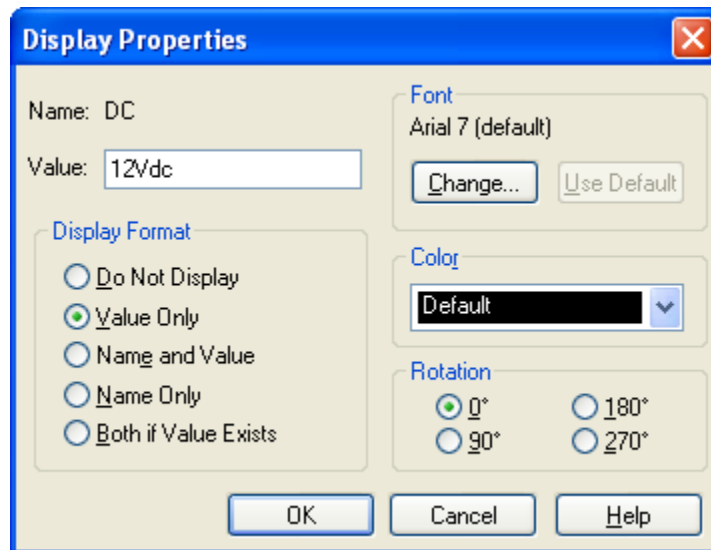 Display Properties
Name: DC
Value: 12Vdc
Display Format
Do Not Display
Value Only
Name and Value
Name Only
Both if Value Exists
Font
Arial 7 (default)
Change... Use Default
Color
Default
Rotation
0° 180°
90° 270°
OK Cancel Help